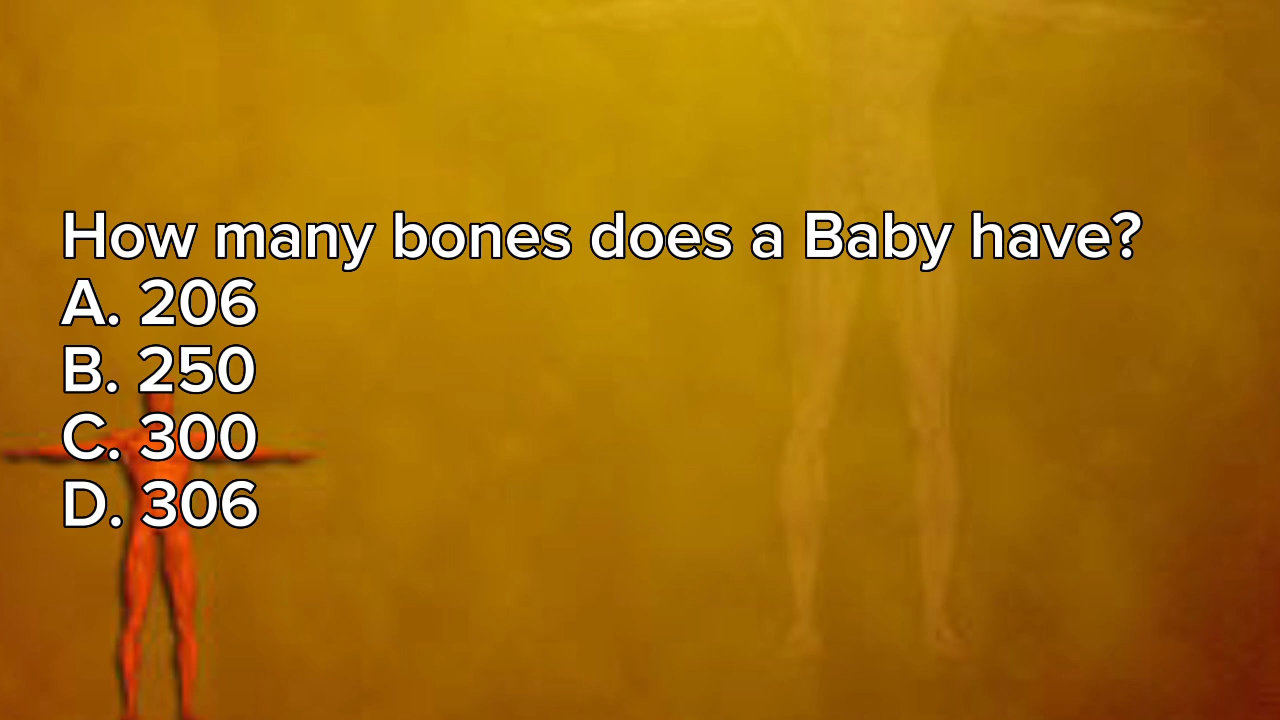 How many bones does a Baby have?
A. 206
B. 250
C. 300
D. 306